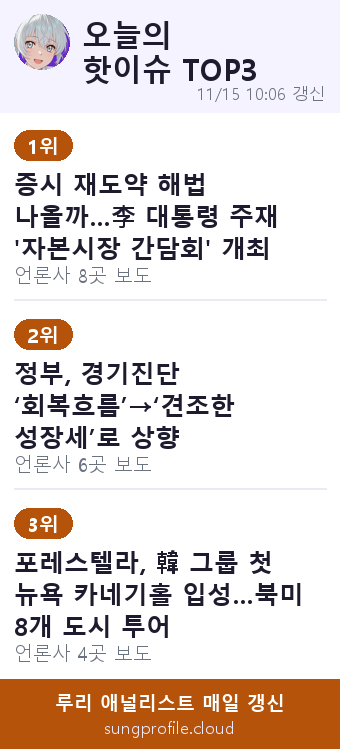 오늘의
핫이슈 TOP3
11/15 10:06 갱신
1위
증시 재도약 해법
나올까…李 대통령 주재
'자본시장 간담회' 개최
언론사 8곳 보도
2위
정부, 경기진단
‘회복흐름’→‘견조한
성장세’로 상향
언론사 6곳 보도
3위
포레스텔라, 韓 그룹 첫
뉴욕 카네기홀 입성…북미
8개 도시 투어
언론사 4곳 보도
루리 애널리스트 매일 갱신
sungprofile.cloud